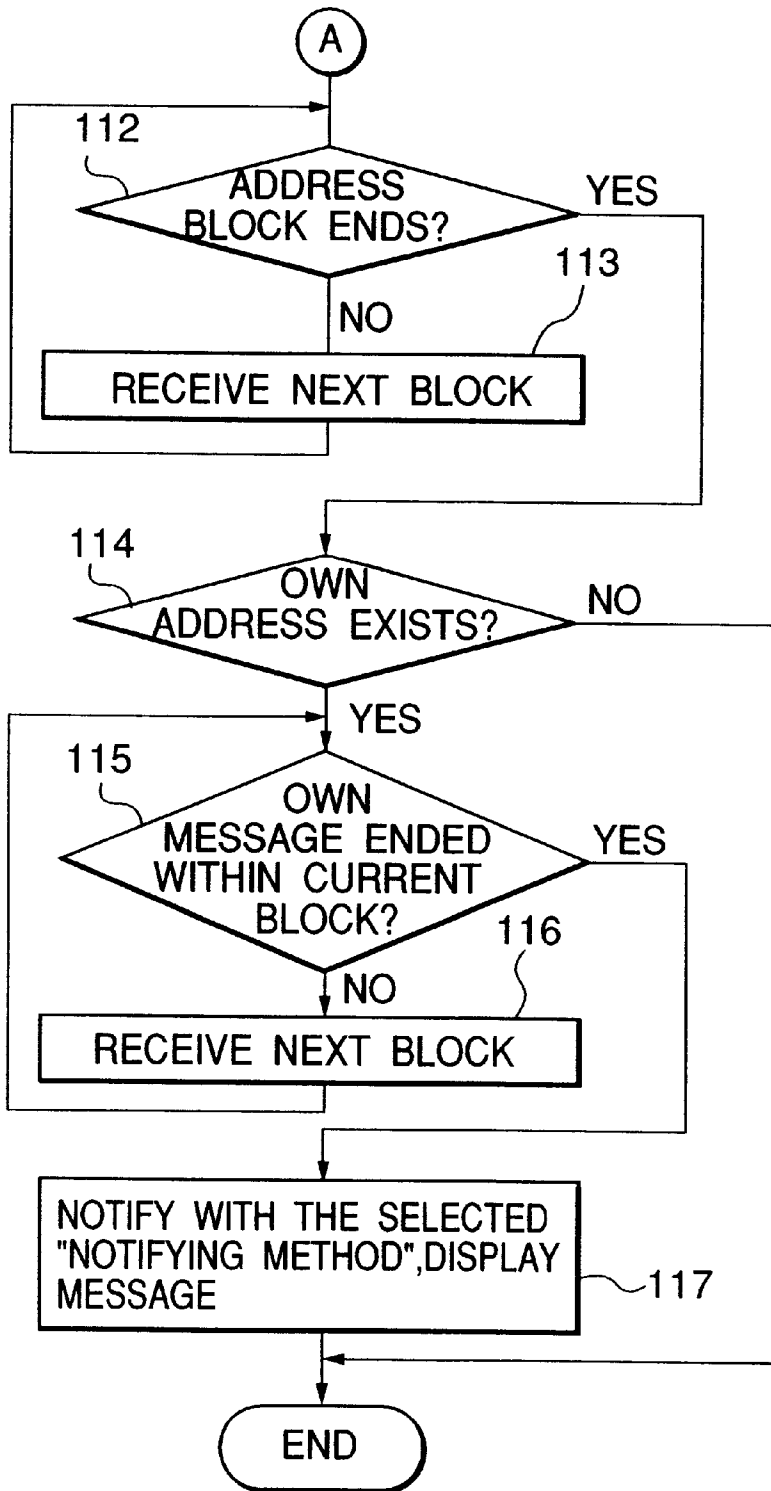 A
112
ADDRESS
BLOCK ENDS?
YES
113
NO
RECEIVE NEXT BLOCK
114
OWN
ADDRESS EXISTS?
NO
YES
115
OWN
MESSAGE ENDED
WITHIN CURRENT
BLOCK?
YES
116
NO
RECEIVE NEXT BLOCK
NOTIFY WITH THE SELECTED
"NOTIFYING METHOD",DISPLAY
MESSAGE
117
END